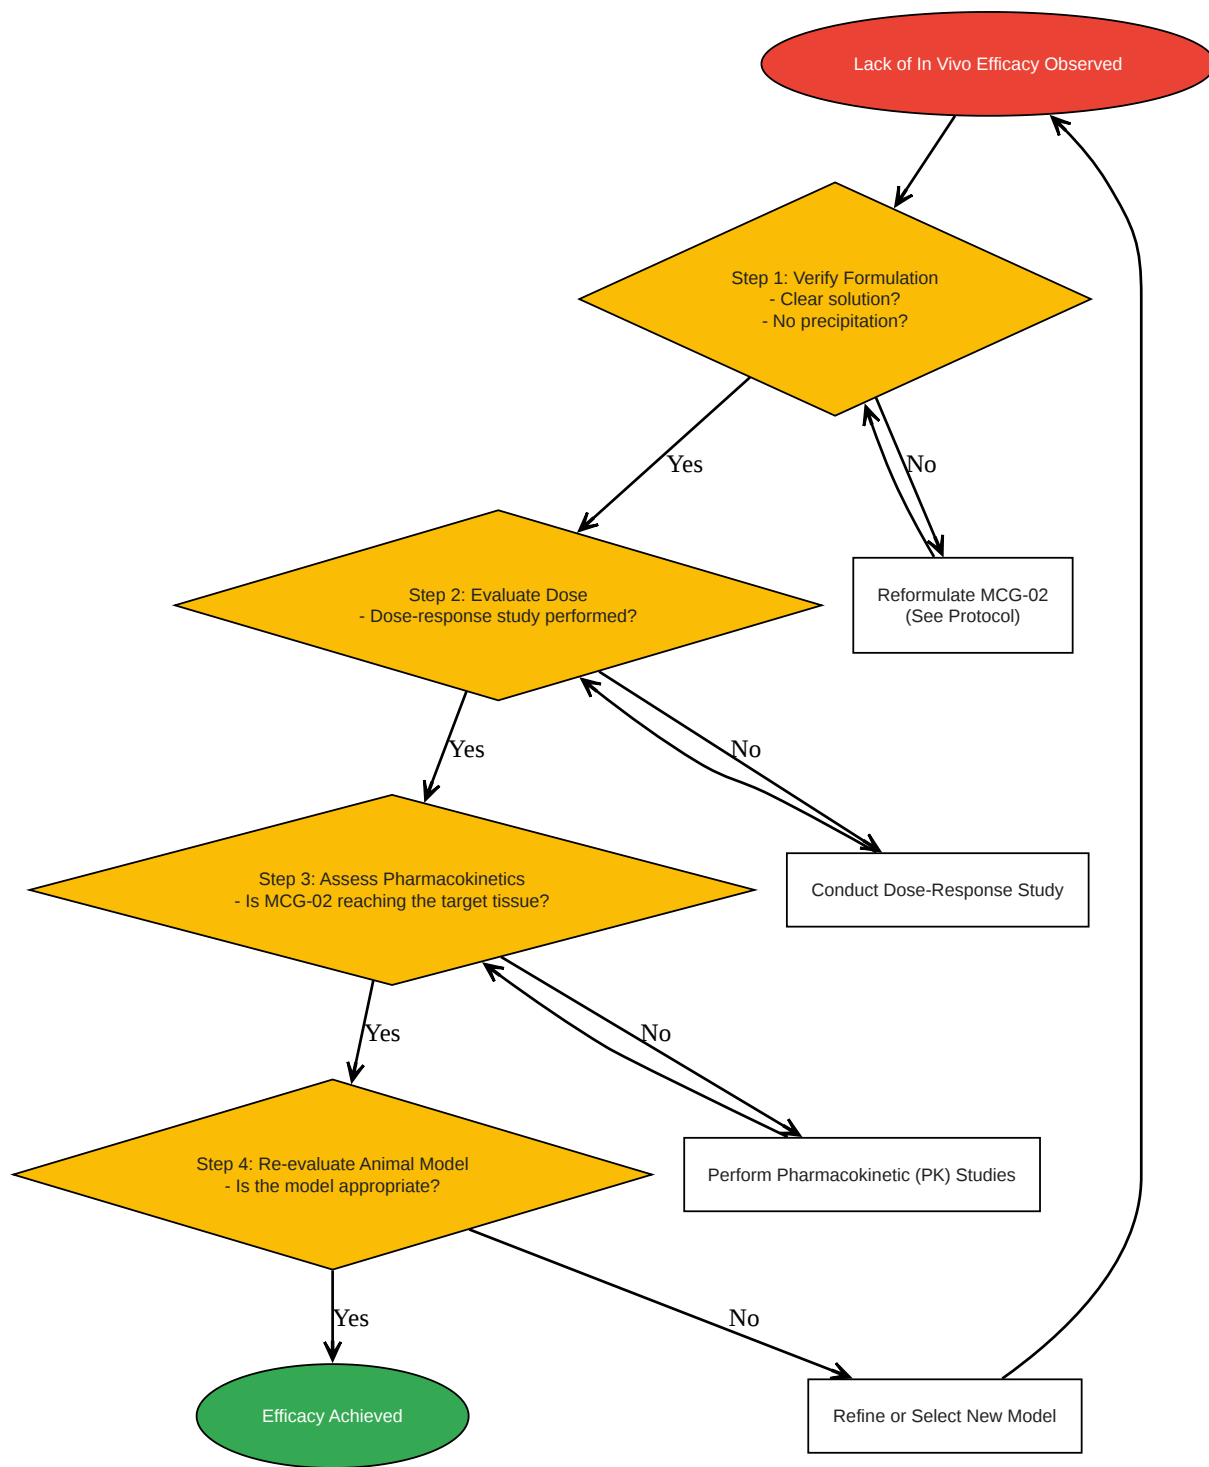 Lack of In Vivo Efficacy Observed
Step 1: Verify Formulation
- Clear solution?
- No precipitation?
Yes
No
Step 2: Evaluate Dose
- Dose-response study performed?
Reformulate MCG-02
(See Protocol)
Yes
No
Step 3: Assess Pharmacokinetics
- Is MCG-02 reaching the target tissue?
Conduct Dose-Response Study
Yes
No
Step 4: Re-evaluate Animal Model
- Is the model appropriate?
Perform Pharmacokinetic (PK) Studies
Yes
No
Efficacy Achieved
Refine or Select New Model